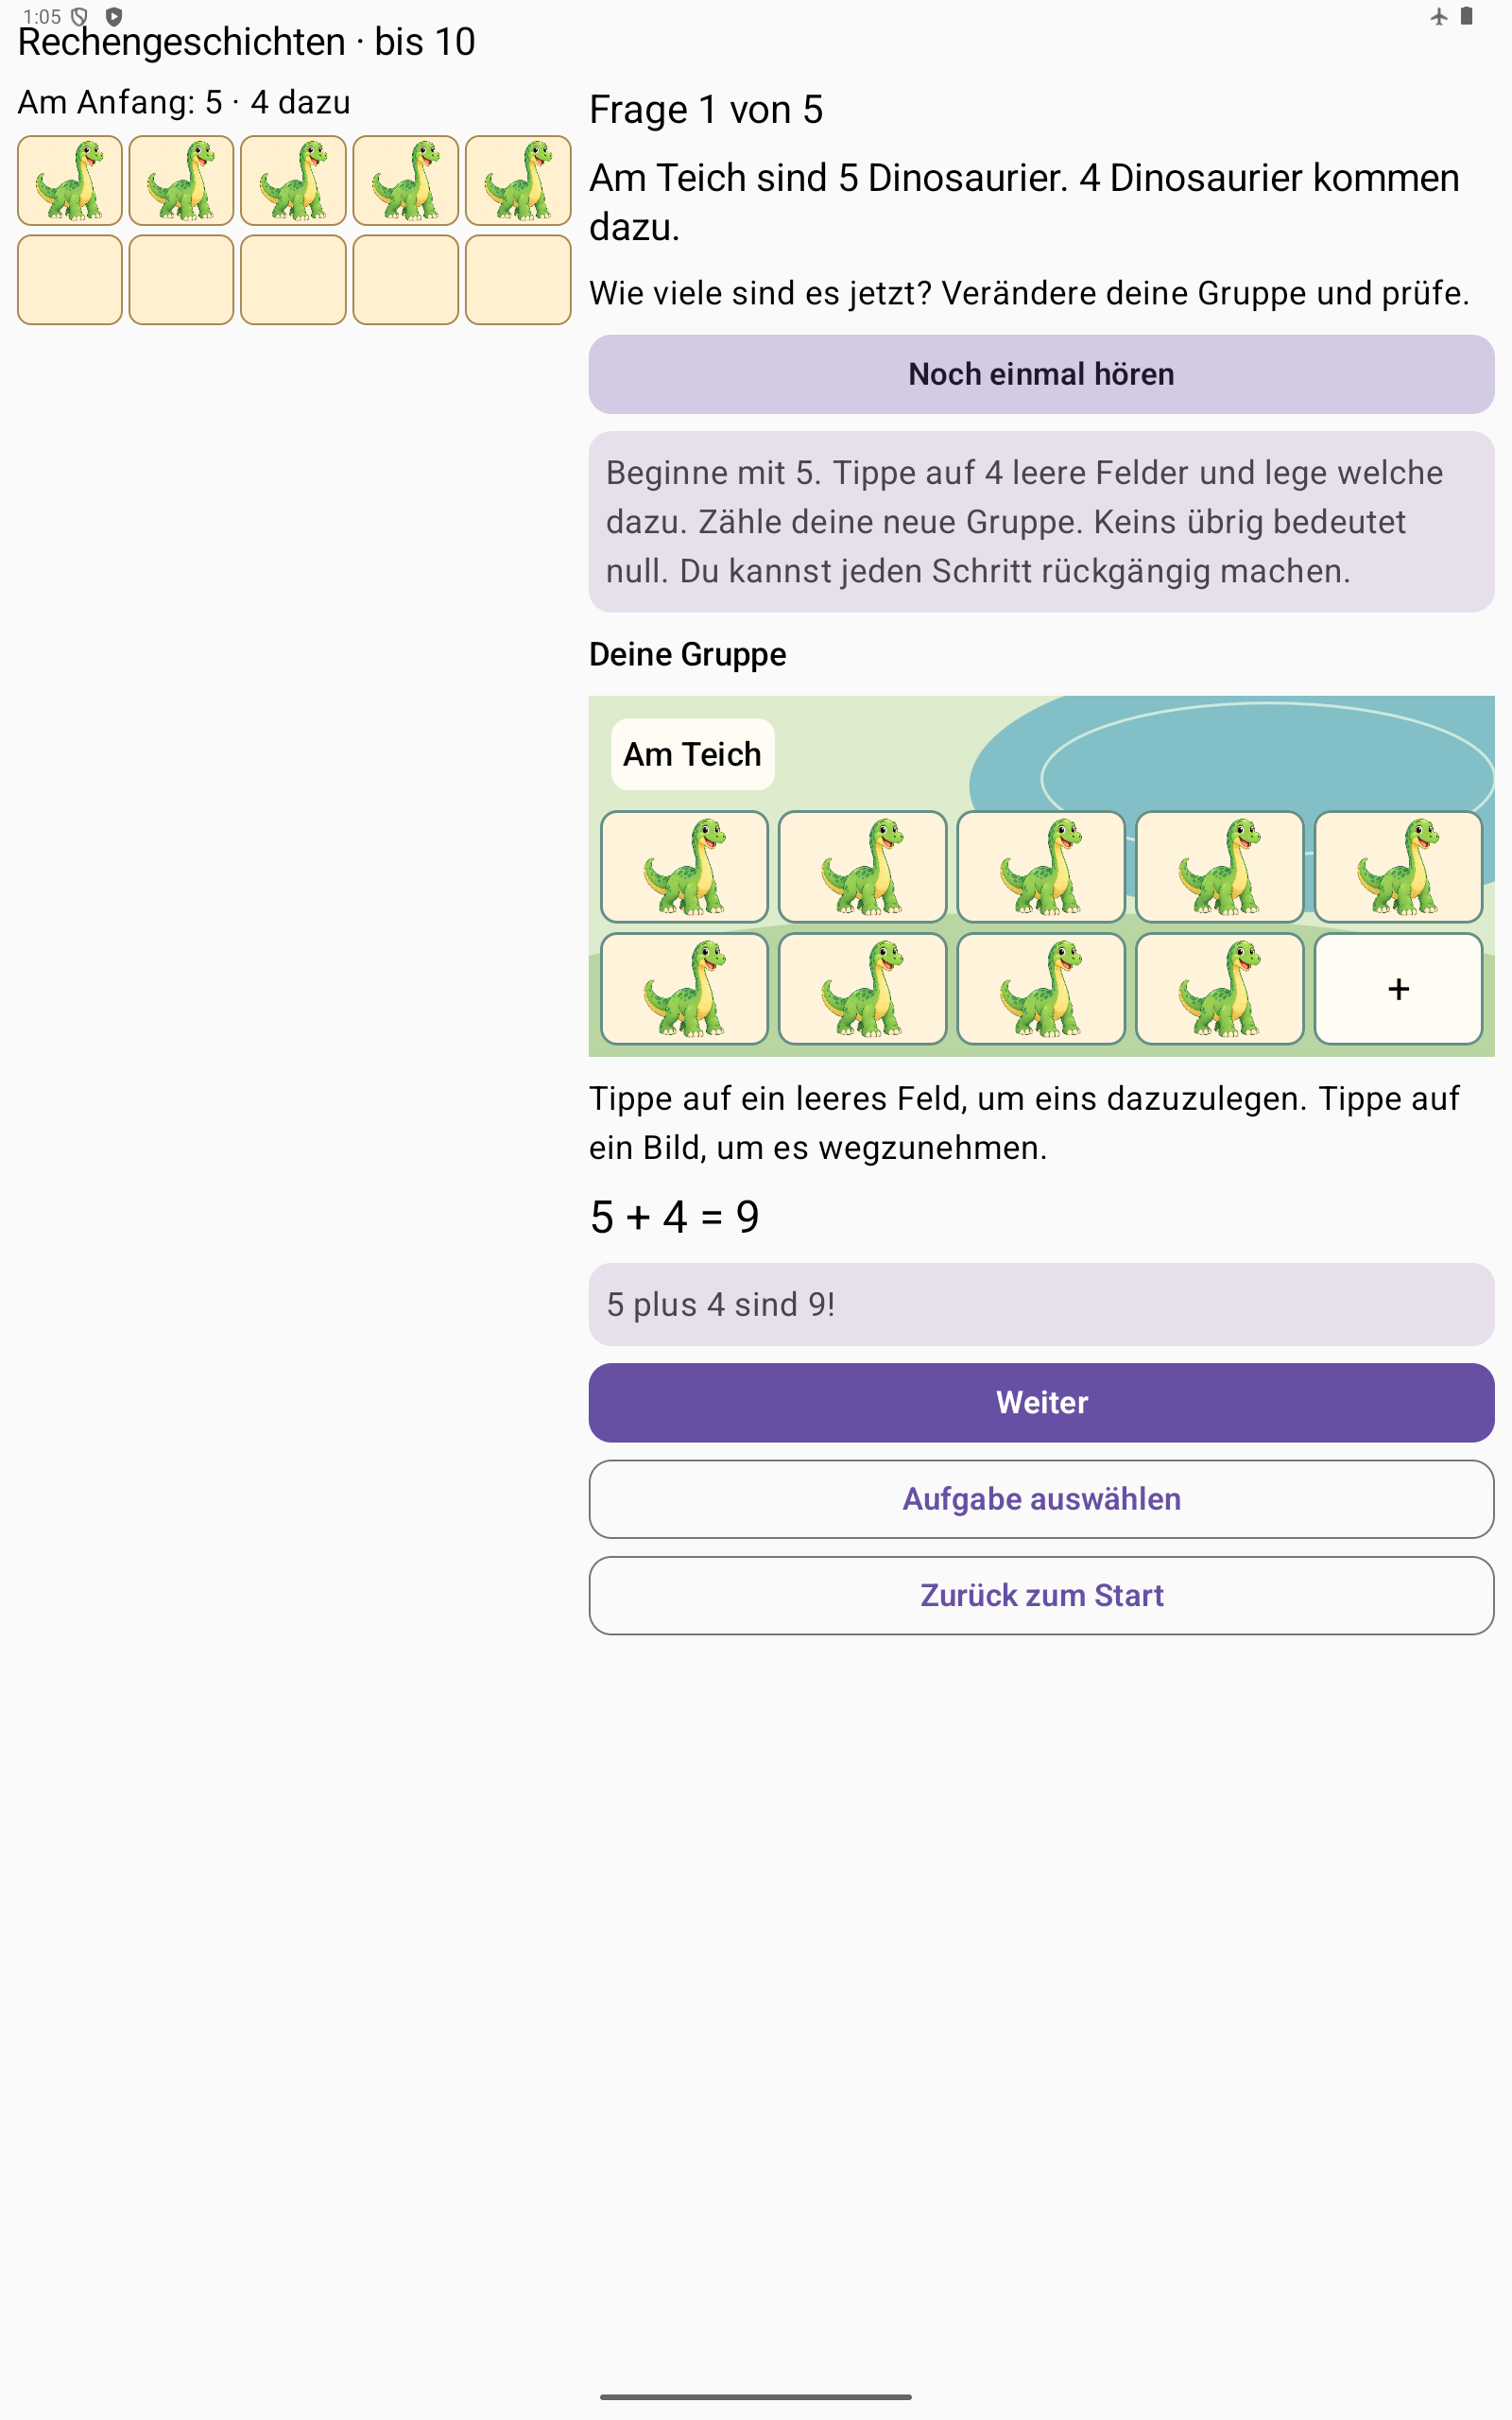 1:05
Rechengeschichten · bis 10
Am Anfang: 5 · 4 dazu
Frage 1 von 5
Am Teich sind 5 Dinosaurier. 4 Dinosaurier kommen
dazu.
Wie viele sind es jetzt? Verändere deine Gruppe und prüfe.
Noch einmal hören
Beginne mit 5. Tippe auf 4 leere Felder und lege welche
dazu. Zähle deine neue Gruppe. Keins übrig bedeutet
null. Du kannst jeden Schritt rückgängig machen.
Deine Gruppe
Am Teich
+
Tippe auf ein leeres Feld, um eins dazuzulegen. Tippe auf
ein Bild, um es wegzunehmen.
5 + 4 = 9
5 plus 4 sind 9!
Weiter
Aufgabe auswählen
Zurück zum Start